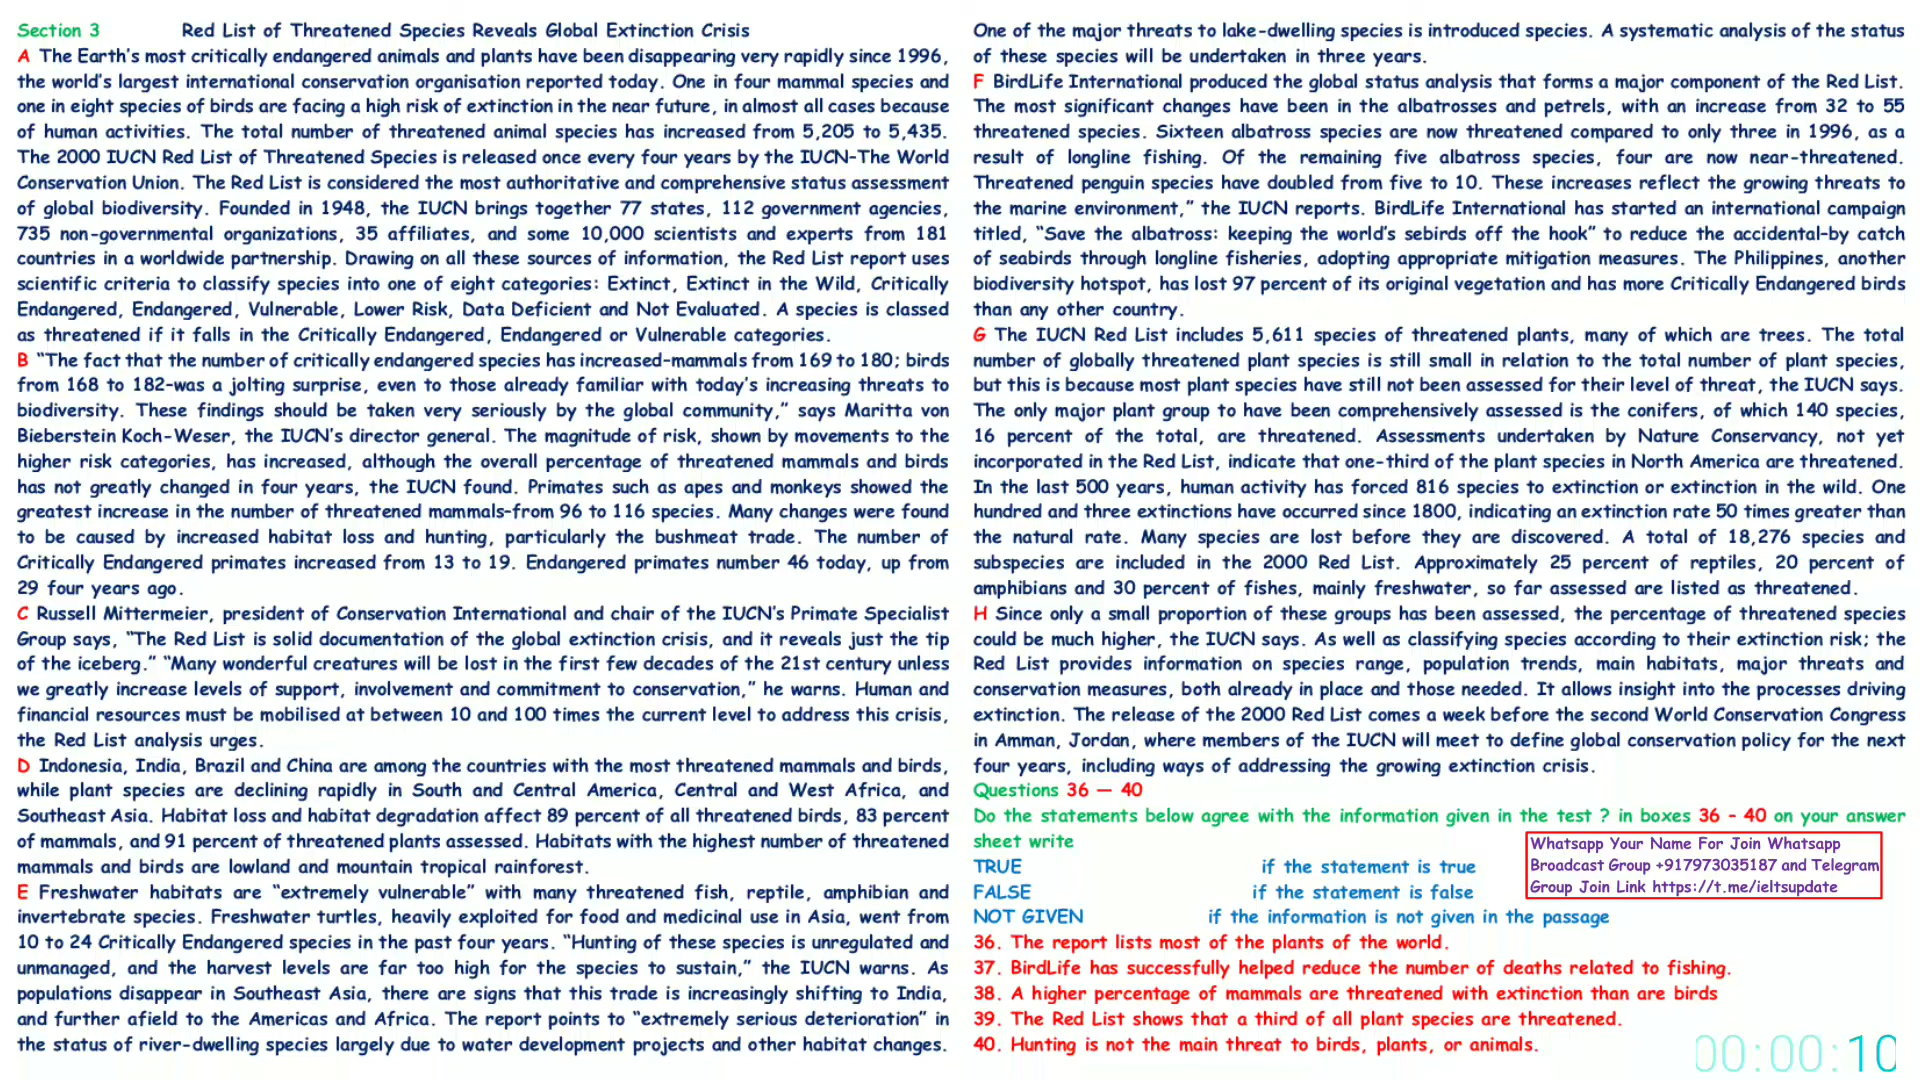 Section 3 Red List of Threatened Species Reveals Global Extinction Crisis
A The Earth's most critically endangered animals and plants have been disappearing very rapidly since 1996,
the world's largest international conservation organisation reported today. One in four mammal species and
one in eight species of birds are facing a high risk of extinction in the near future, in almost all cases because
of human activities. The total number of threatened animal species has increased from 5,205 to 5,435.
The 2000 IUCN Red List of Threatened Species is released once every four years by the IUCN-The World
Conservation Union. The Red List is considered the most authoritative and comprehensive status assessment
of global biodiversity. Founded in 1948, the IUCN brings together 77 states, 112 government agencies,
735 non-governmental organizations, 35 affiliates, and some 10,000 scientists and experts from 181
countries in a worldwide partnership. Drawing on all these sources of information, the Red List report uses
scientific criteria to classify species into one of eight categories: Extinct, Extinct in the Wild, Critically
Endangered, Endangered, Vulnerable, Lower Risk, Data Deficient and Not Evaluated. A species is classed
as threatened if it falls in the Critically Endangered, Endangered or Vulnerable categories.
B "The fact that the number of critically endangered species has increased-mammals from 169 to 180; birds
from 168 to 182-was a jolting surprise, even to those already familiar with today's increasing threats to
biodiversity. These findings should be taken very seriously by the global community," says Maritta von
Bieberstein Koch-Weser, the IUCN's director general. The magnitude of risk, shown by movements to the
higher risk categories, has increased, although the overall percentage of threatened mammals and birds
has not greatly changed in four years, the IUCN found. Primates such as apes and monkeys showed the
greatest increase in the number of threatened mammals-from 96 to 116 species. Many changes were found
to be caused by increased habitat loss and hunting, particularly the bushmeat trade. The number of
Critically Endangered primates increased from 13 to 19. Endangered primates number 46 today, up from
29 four years ago.
C Russell Mittermeier, president of Conservation International and chair of the IUCN's Primate Specialist
Group says, "The Red List is solid documentation of the global extinction crisis, and it reveals just the tip
of the iceberg." "Many wonderful creatures will be lost in the first few decades of the 21st century unless
we greatly increase levels of support, involvement and commitment to conservation," he warns. Human and
financial resources must be mobilised at between 10 and 100 times the current level to address this crisis,
the Red List analysis urges.
D Indonesia, India, Brazil and China are among the countries with the most threatened mammals and birds,
while plant species are declining rapidly in South and Central America, Central and West Africa, and
Southeast Asia. Habitat loss and habitat degradation affect 89 percent of all threatened birds, 83 percent
of mammals, and 91 percent of threatened plants assessed. Habitats with the highest number of threatened
mammals and birds are lowland and mountain tropical rainforest.
E Freshwater habitats are "extremely vulnerable" with many threatened fish, reptile, amphibian and
invertebrate species. Freshwater turtles, heavily exploited for food and medicinal use in Asia, went from
10 to 24 Critically Endangered species in the past four years. "Hunting of these species is unregulated and
unmanaged, and the harvest levels are far too high for the species to sustain," the IUCN warns. As
populations disappear in Southeast Asia, there are signs that this trade is increasingly shifting to India,
and further afield to the Americas and Africa. The report points to "extremely serious deterioration" in
the status of river-dwelling species largely due to water development projects and other habitat changes.
One of the major threats to lake-dwelling species is introduced species. A systematic analysis of the status
of these species will be undertaken in three years.
F BirdLife International produced the global status analysis that forms a major component of the Red List.
The most significant changes have been in the albatrosses and petrels, with an increase from 32 to 55
threatened species. Sixteen albatross species are now threatened compared to only three in 1996, as a
result of longline fishing. Of the remaining five albatross species, four are now near-threatened.
Threatened penguin species have doubled from five to 10. These increases reflect the growing threats to
the marine environment," the IUCN reports. BirdLife International has started an international campaign
titled, "Save the albatross: keeping the world's sebirds off the hook" to reduce the accidental-by catch
of seabirds through longline fisheries, adopting appropriate mitigation measures. The Philippines, another
biodiversity hotspot, has lost 97 percent of its original vegetation and has more Critically Endangered birds
than any other country.
G The IUCN Red List includes 5,611 species of threatened plants, many of which are trees. The total
number of globally threatened plant species is still small in relation to the total number of plant species,
but this is because most plant species have still not been assessed for their level of threat, the IUCN says.
The only major plant group to have been comprehensively assessed is the conifers, of which 140 species,
16 percent of the total, are threatened. Assessments undertaken by Nature Conservancy, not yet
incorporated in the Red List, indicate that one-third of the plant species in North America are threatened.
In the last 500 years, human activity has forced 816 species to extinction or extinction in the wild. One
hundred and three extinctions have occurred since 1800, indicating an extinction rate 50 times greater than
the natural rate. Many species are lost before they are discovered. A total of 18,276 species and
subspecies are included in the 2000 Red List. Approximately 25 percent of reptiles, 20 percent of
amphibians and 30 percent of fishes, mainly freshwater, so far assessed are listed as threatened.
H Since only a small proportion of these groups has been assessed, the percentage of threatened species
could be much higher, the IUCN says. As well as classifying species according to their extinction risk; the
Red List provides information on species range, population trends, main habitats, major threats and
conservation measures, both already in place and those needed. It allows insight into the processes driving
extinction. The release of the 2000 Red List comes a week before the second World Conservation Congress
in Amman, Jordan, where members of the IUCN will meet to define global conservation policy for the next
four years, including ways of addressing the growing extinction crisis.
Questions 36 — 40
Do the statements below agree with the information given in the test ? in boxes 36 - 40 on your answer
sheet write
TRUE if the statement is true
FALSE if the statement is false
NOT GIVEN if the information is not given in the passage
Whatsapp Your Name For Join Whatsapp
Broadcast Group +917973035187 and Telegram
Group Join Link https://t.me/ieltsupdate
36. The report lists most of the plants of the world.
37. BirdLife has successfully helped reduce the number of deaths related to fishing.
38. A higher percentage of mammals are threatened with extinction than are birds
39. The Red List shows that a third of all plant species are threatened.
40. Hunting is not the main threat to birds, plants, or animals.
00:00:10